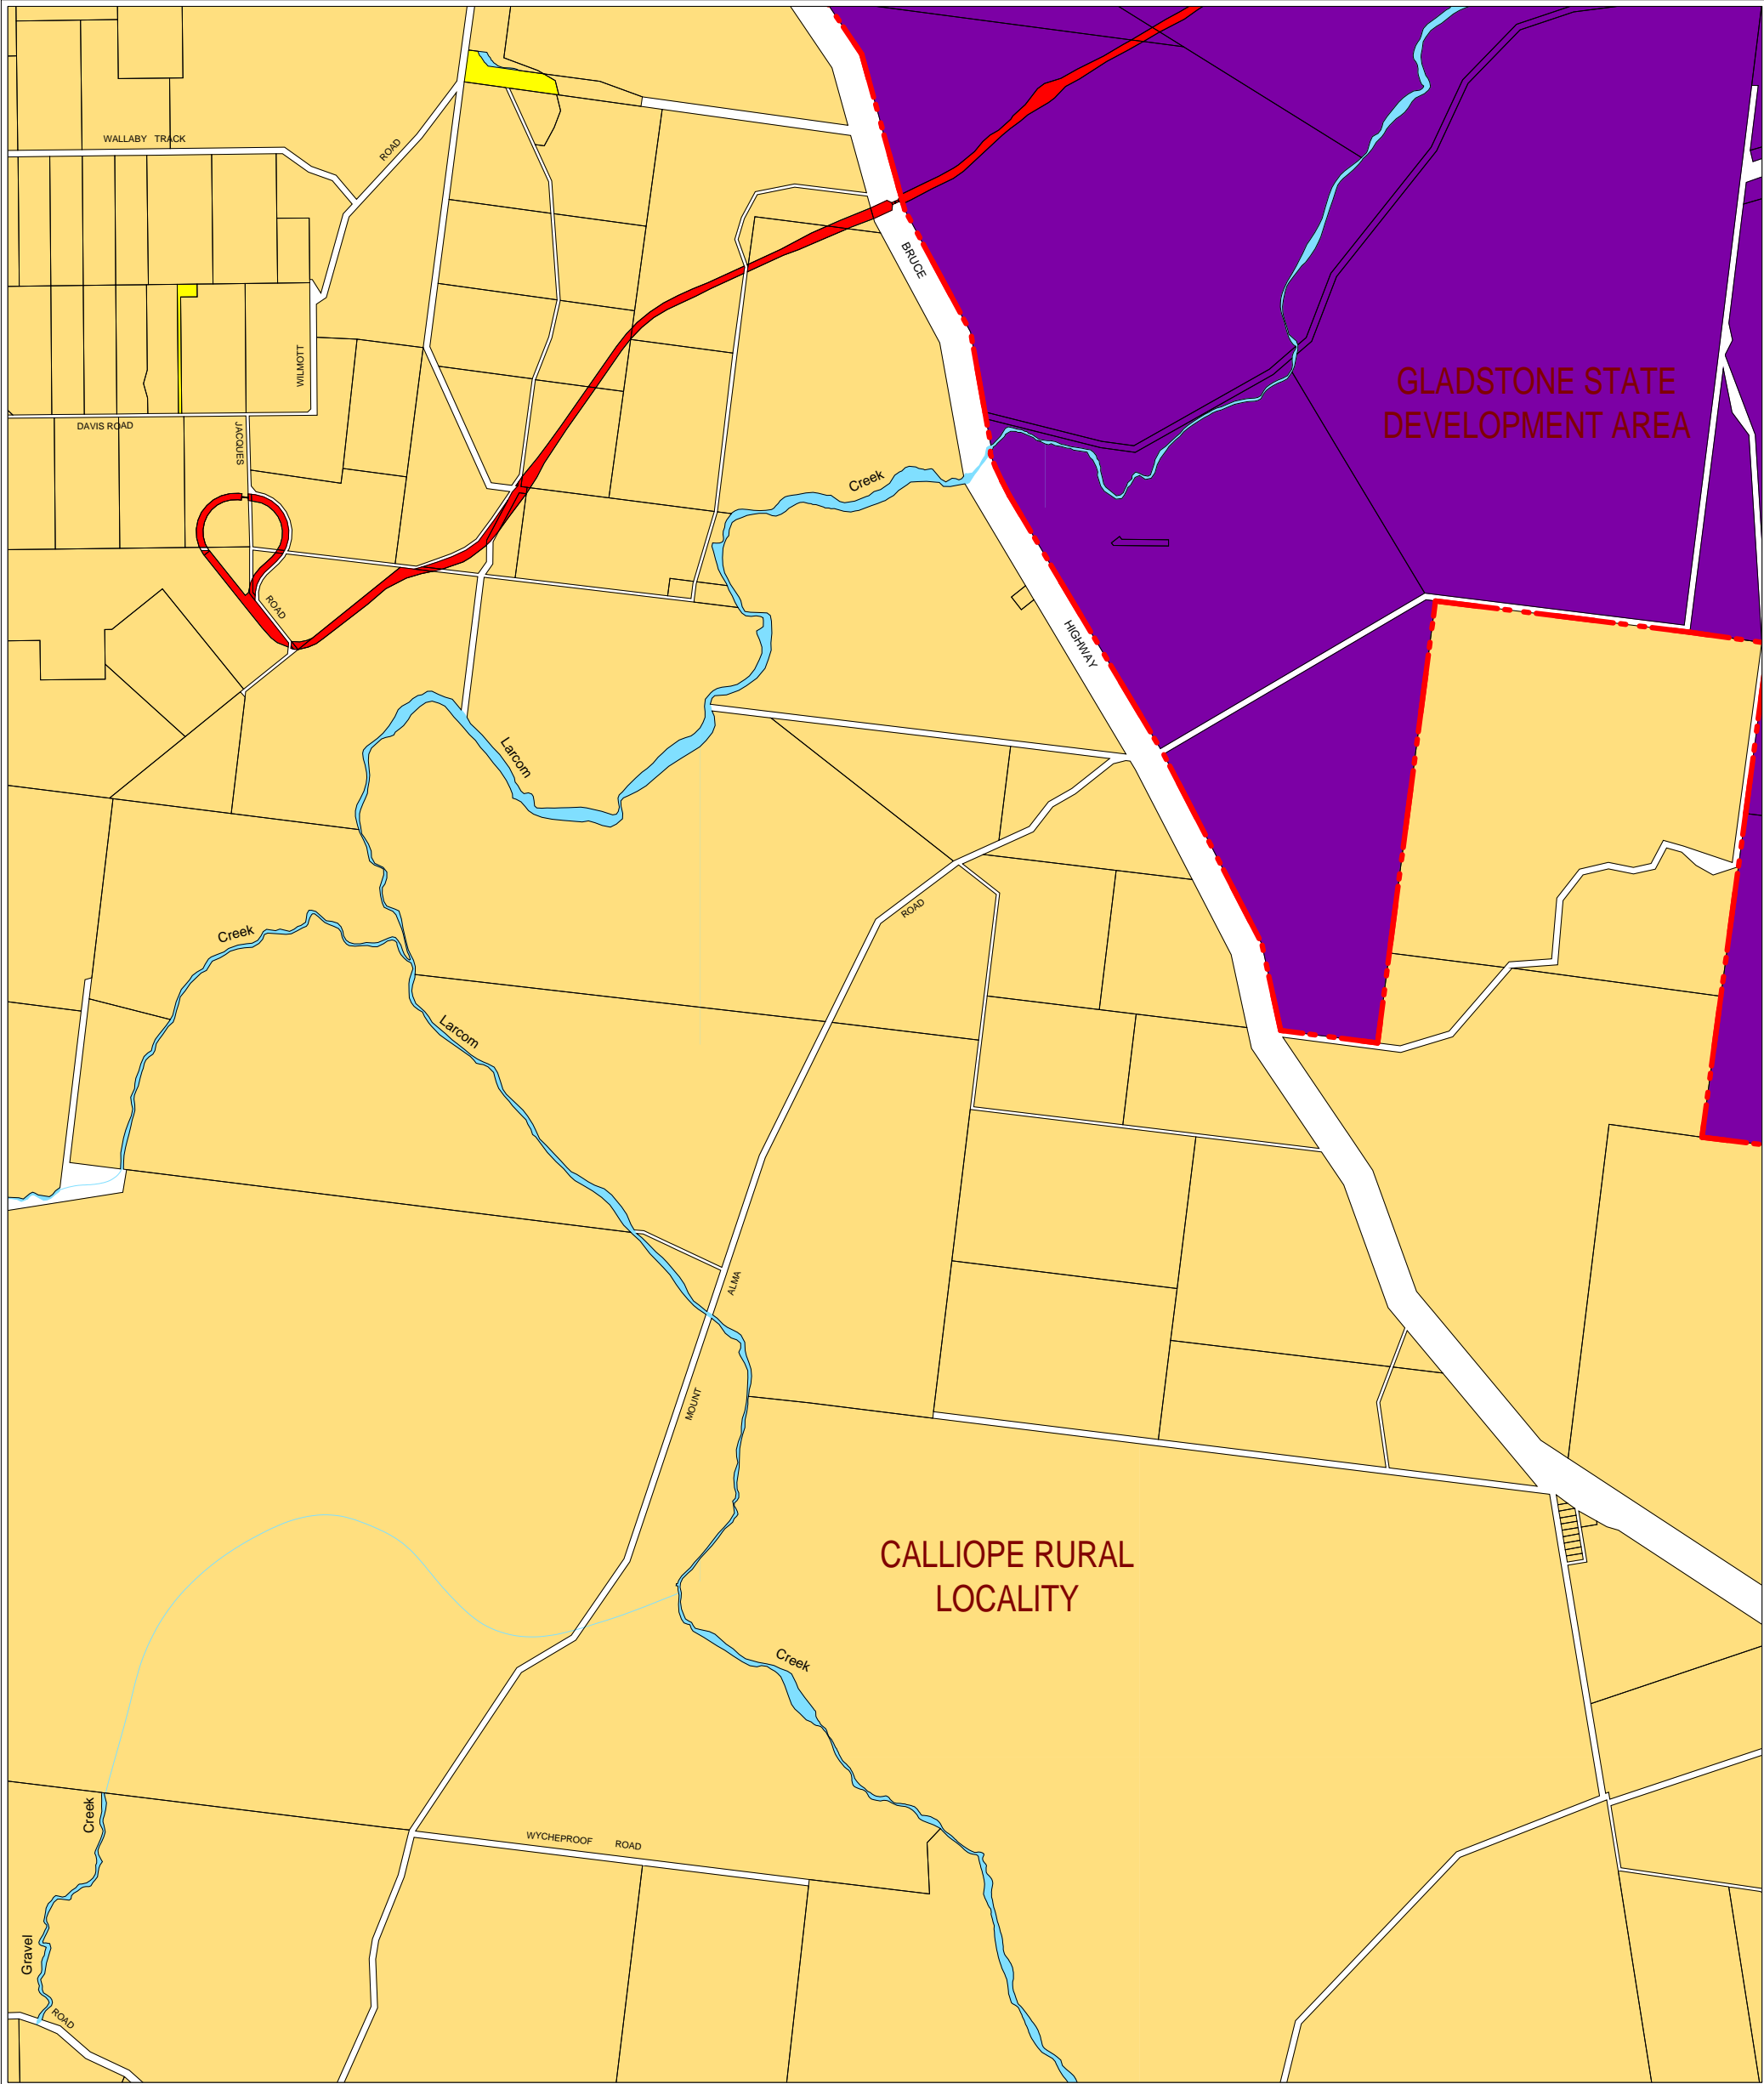 WALLABY TRACK
ROAD
BRUCE
WILMOTT
GLADSTONE STATE
DEVELOPMENT AREA
DAVIS ROAD
JACQUES
Creek
ROAD
HIGHWAY
Larcom
ROAD
Creek
Larcom
ALMA
MOUNT
CALLIOPE RURAL
LOCALITY
Creek
Creek
WYCHEPROOF ROAD
Gravel
ROAD